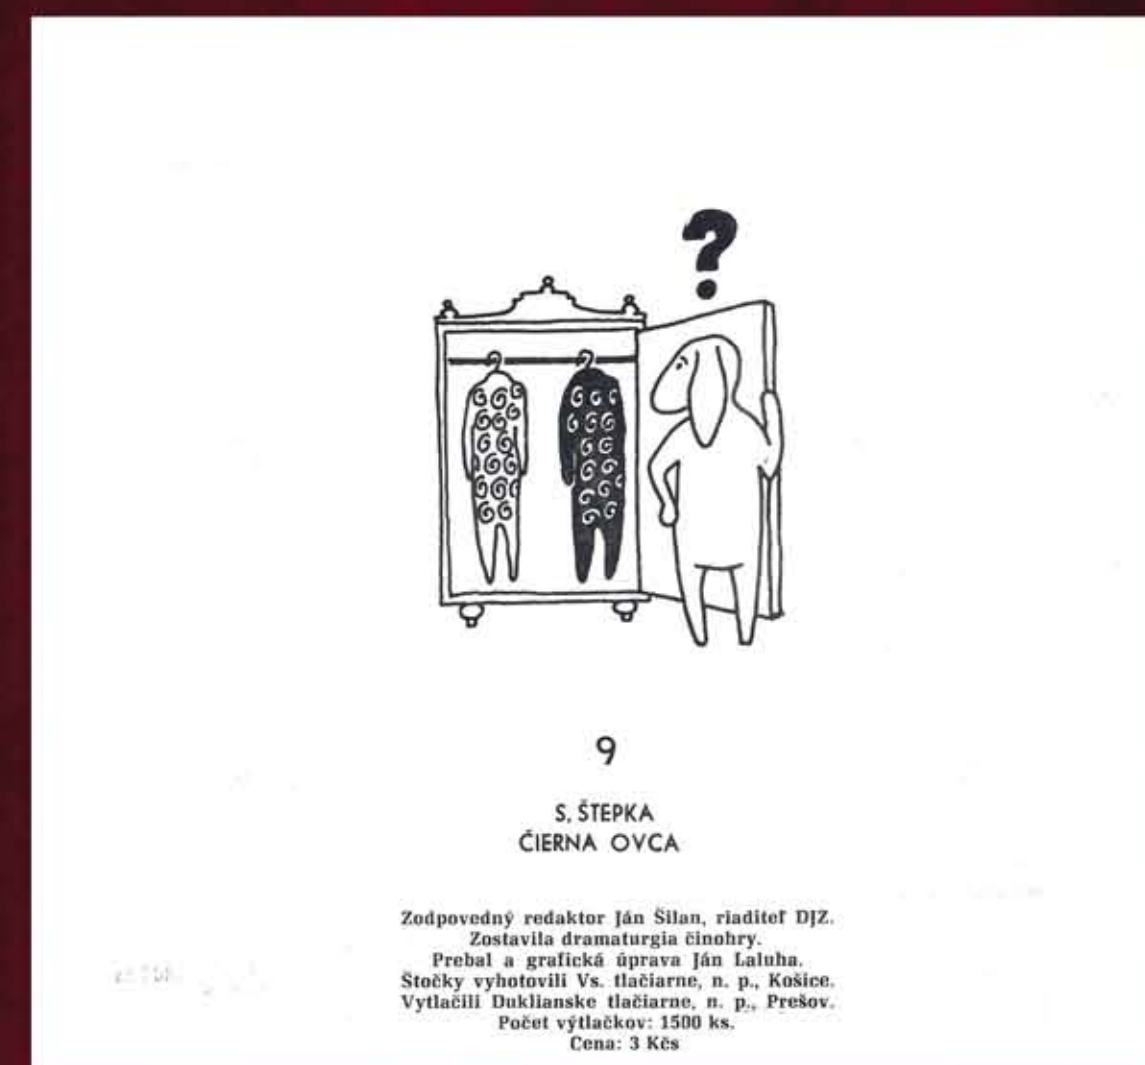 ?
9
S. ŠTEPKA
ČIERNA OVCA
Zodpovedný redaktor Ján Šilan, riaditeľ DJZ.
Zostavila dramaturgia činohry.
Prebal a grafická úprava Ján Laluha.
Štočky vyhotovili Vs. tlačiarne, n. p., Košice.
Vytlačili Duklianske tlačiarne, n. p., Prešov.
Počet výtlačkov: 1500 ks.
Cena: 3 Kčs